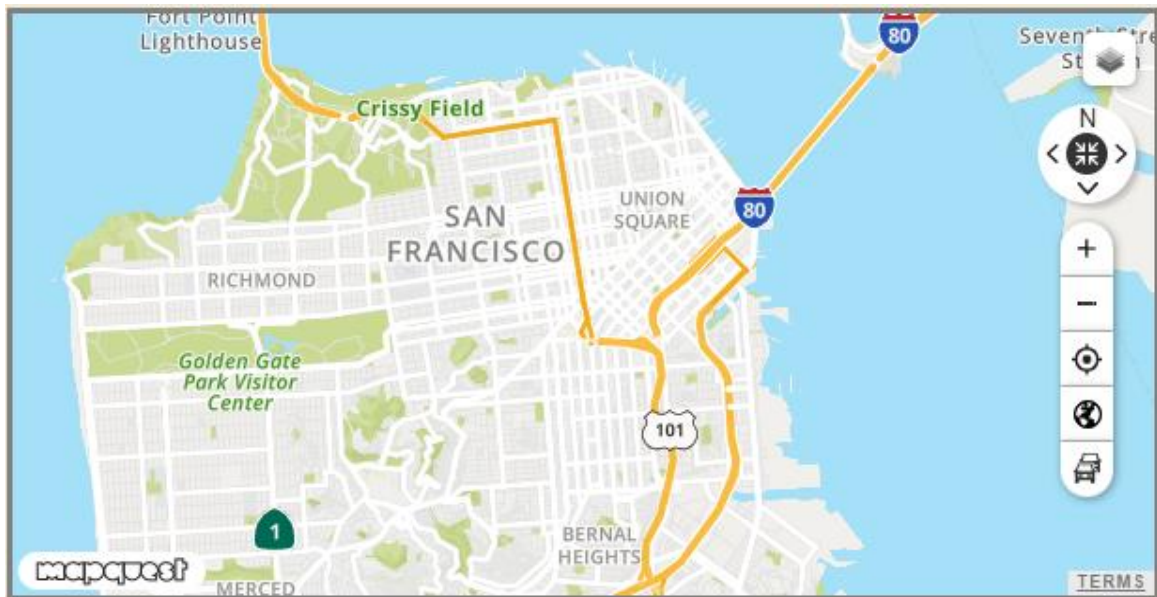 Fort Point
Lighthouse
80
Seventh Stre
St n
Crissy Field
N
UNION
SQUARE
80
SAN
FRANCISCO
RICHMOND
Golden Gate
Park Visitor
Center
101
1
BERNAL
HEIGHTS
mapquest
MERCED
TERMS